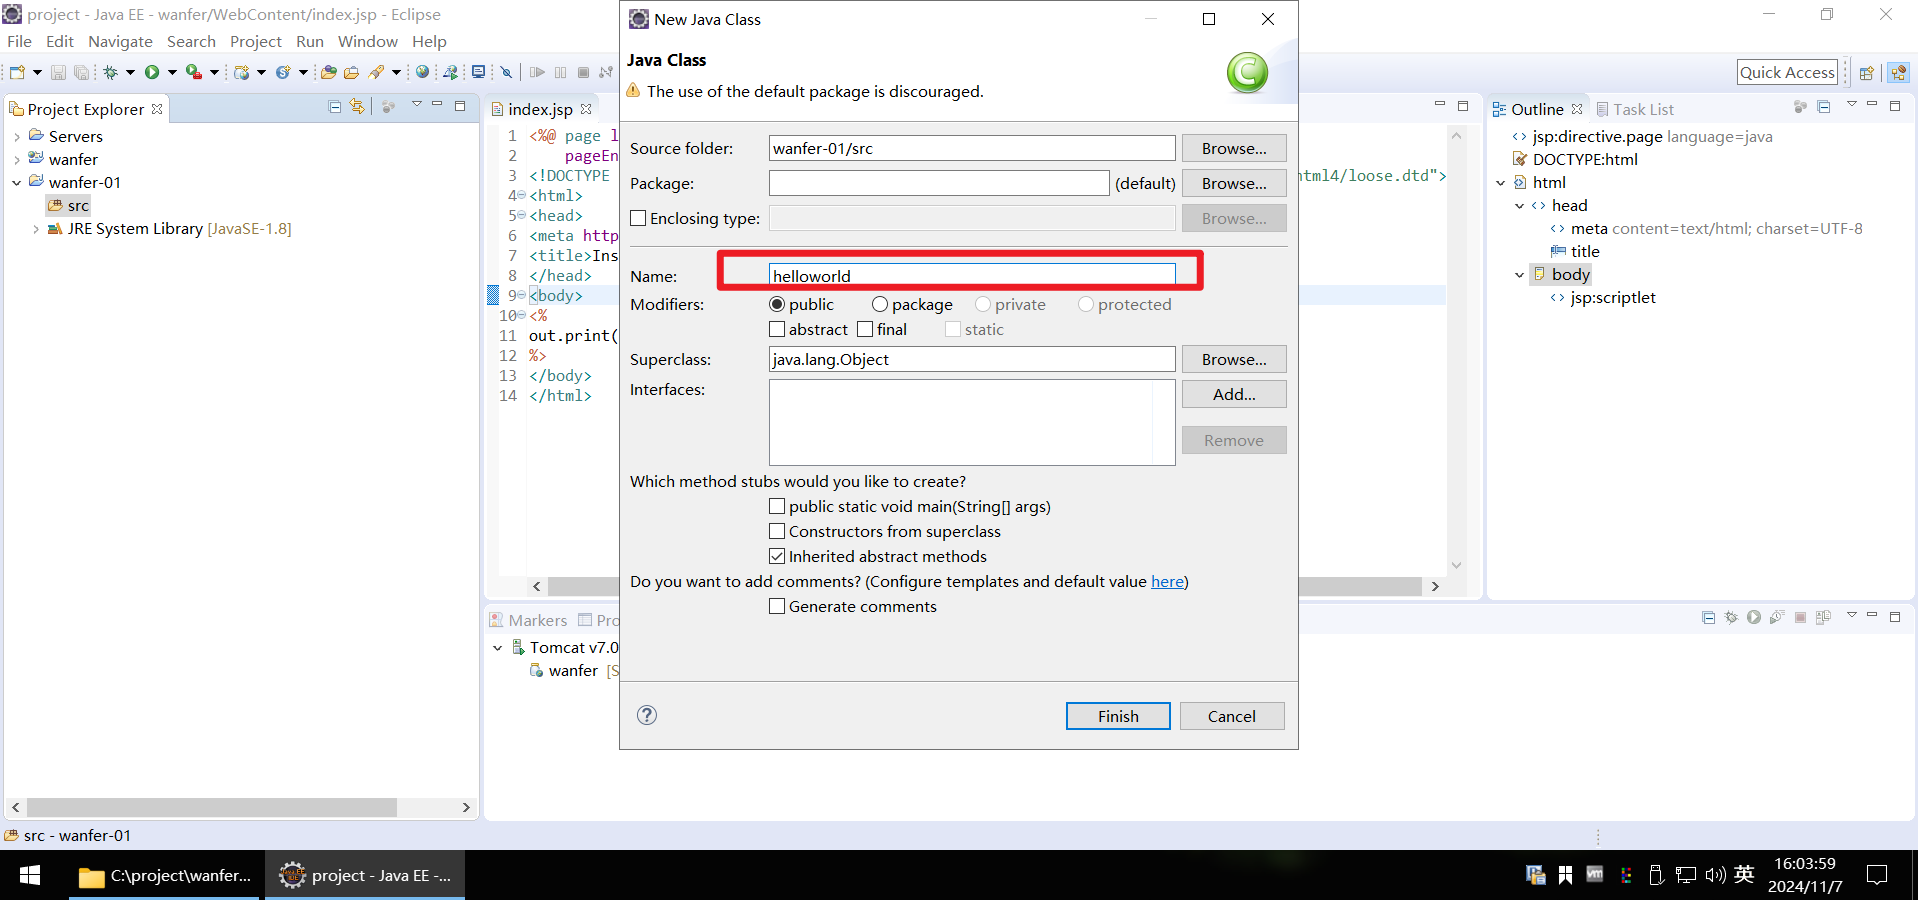 project - Java EE - wanfer/WebContent/index.jsp - Eclipse
File Edit Navigate Search Project Run Window Help
Quick Access
Project Explorer
Servers
wanfer
wanfer-01
src
JRE System Library [JavaSE-1.8]
index.jsp
1 <%@ page l
2 pageEn
3 <!DOCTYPE
html4/loose.dtd">
4 <html>
5 <head>
6 <meta http
7 <title>Ins
8 </head>
9 <body>
10 <%
11 out.print(
12 %>
13 </body>
14 </html>
New Java Class
Java Class
The use of the default package is discouraged.
Source folder: wanfer-01/src Browse...
Package: (default) Browse...
Enclosing type: Browse...
Name: helloworld
Modifiers: public package private protected
abstract final static
Superclass: java.lang.Object Browse...
Interfaces: Add...
Remove
Which method stubs would you like to create?
public static void main(String[] args)
Constructors from superclass
Inherited abstract methods
Do you want to add comments? (Configure templates and default value here)
Generate comments
Finish Cancel
Outline Task List
jsp:directive.page language=java
DOCTYPE:html
html
head
meta content=text/html; charset=UTF-8
title
body
jsp:scriptlet
Markers Pro
Tomcat v7.0
wanfer [S
src - wanfer-01
C:\project\wanfer...
project - Java EE -...
英
16:03:59
2024/11/7